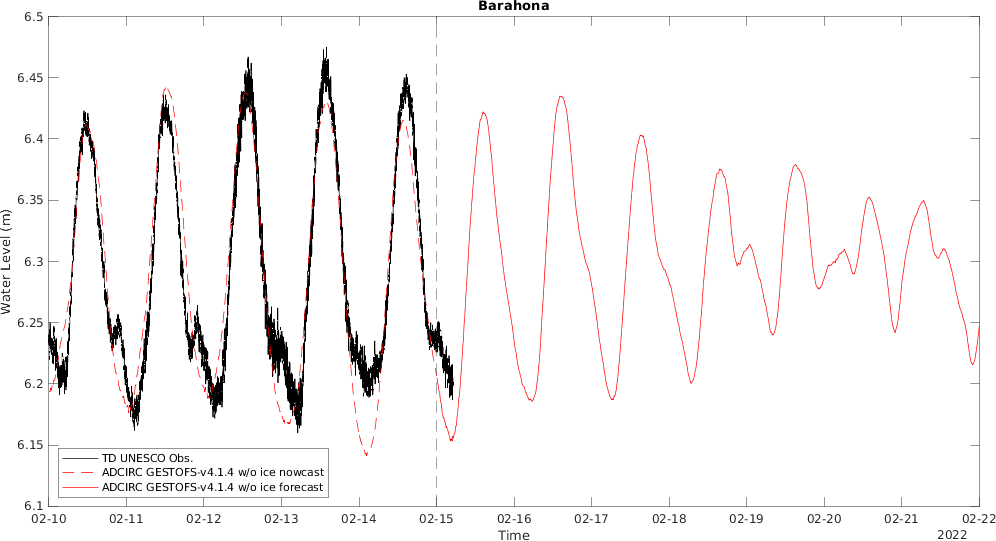 Barahona
6.5
6.45
6.4
6.35
6.3
6.25
6.2
6.15
6.1
Water Level (m)
TD UNESCO Obs.
ADCIRC GESTOFS-v4.1.4 w/o ice nowcast
ADCIRC GESTOFS-v4.1.4 w/o ice forecast
02-10 02-11 02-12 02-13 02-14 02-15 02-16 02-17 02-18 02-19 02-20 02-21 02-22
Time
2022